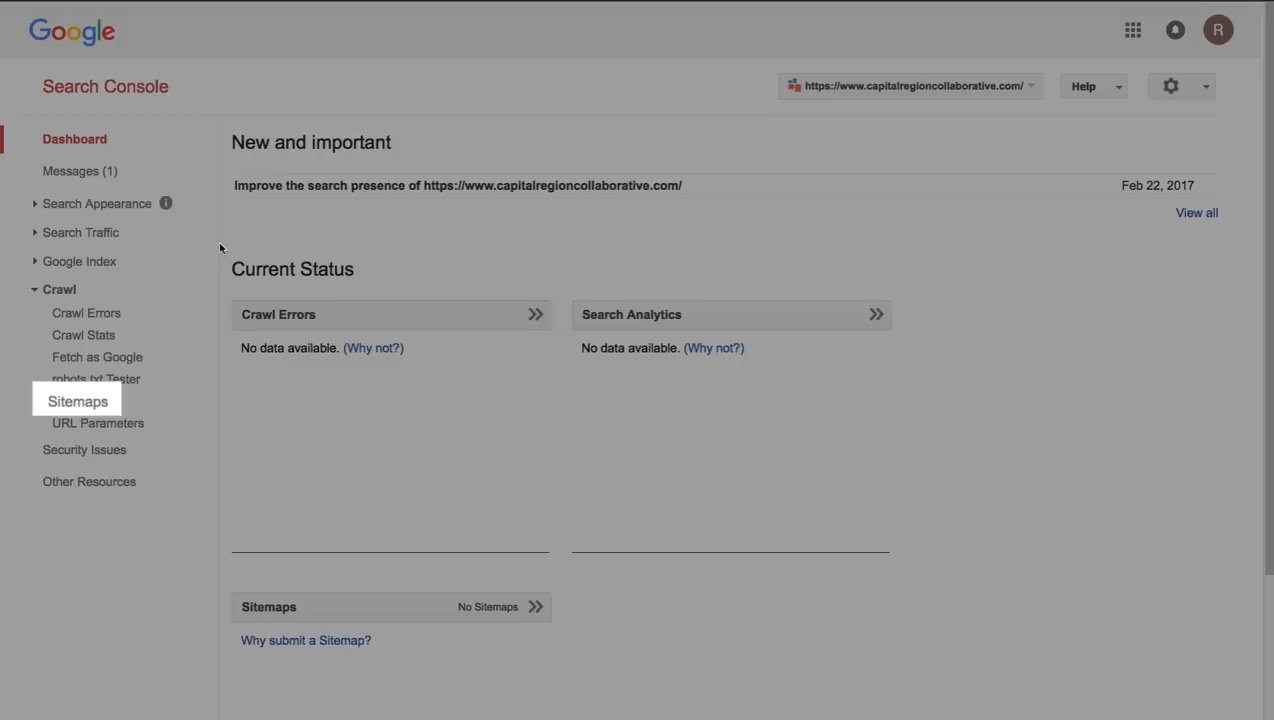 Google
R
Search Console
https://www.capitalregioncollaborative.com/
Help
Dashboard
Messages (1)
Search Appearance
Search Traffic
Google Index
Crawl
Crawl Errors
Crawl Stats
Fetch as Google
robots.txt Tester
Sitemaps
URL Parameters
Security Issues
Other Resources
New and important
Improve the search presence of https://www.capitalregioncollaborative.com/ Feb 22, 2017
View all
Current Status
Crawl Errors
No data available. (Why not?)
Search Analytics
No data available. (Why not?)
Sitemaps No Sitemaps
Why submit a Sitemap?